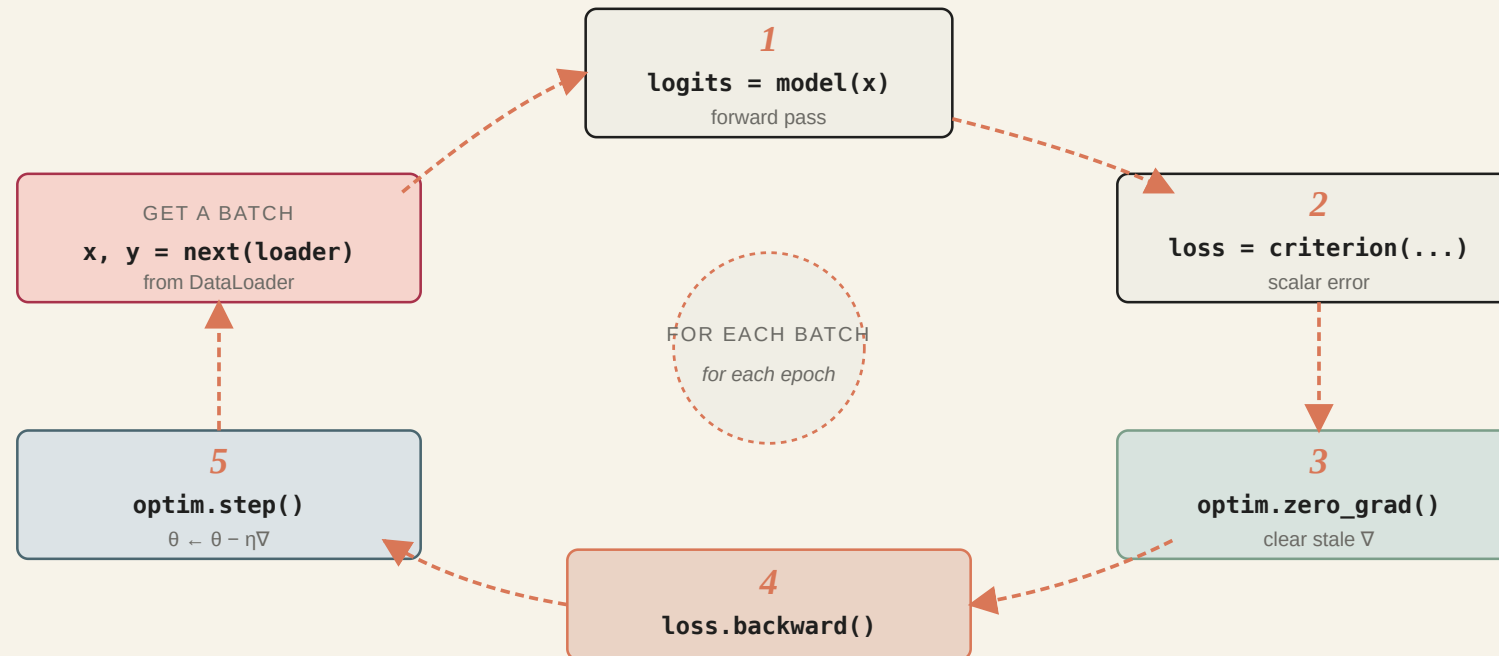 1
logits = model(x)
forward pass
GET A BATCH
x, y = next(loader)
from DataLoader
2
loss = criterion(...)
scalar error
FOR EACH BATCH
for each epoch
5
optim.step()
θ ← θ − η∇
3
optim.zero_grad()
clear stale ∇
4
loss.backward()